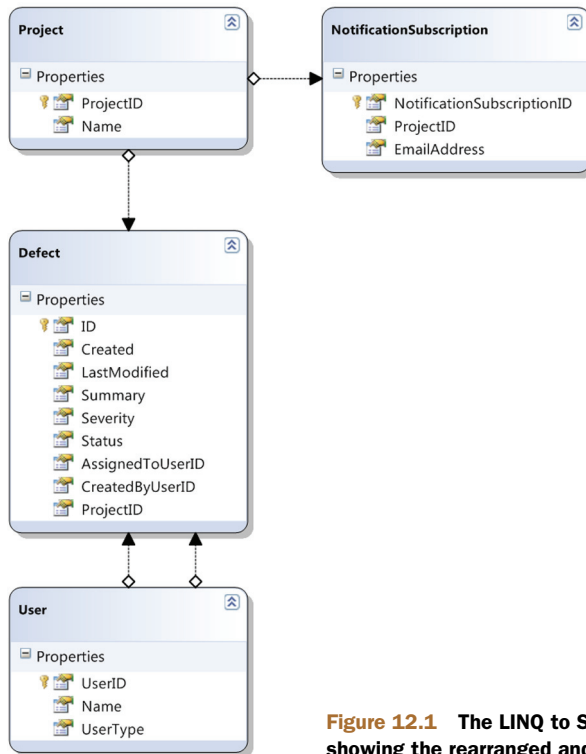 Project
Properties
ProjectID
Name
NotificationSubscription
Properties
NotificationSubscriptionID
ProjectID
EmailAddress
Defect
Properties
ID
Created
LastModified
Summary
Severity
Status
AssignedToUserID
CreatedByUserID
ProjectID
User
Properties
UserID
Name
UserType
Figure 12.1 The LINQ to S
showing the rearranged and